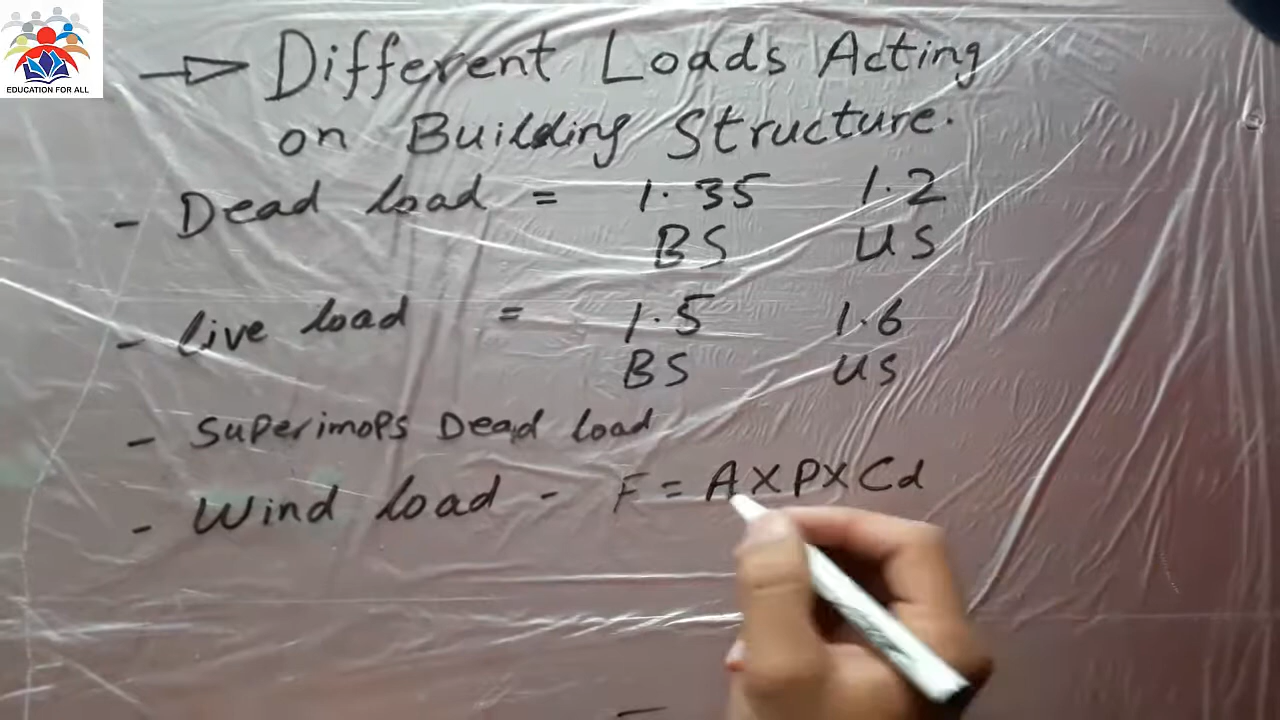 EDUCATION FOR ALL
Different Loads Acting
on Building Structure.
- Dead load = 1.35 1.2
BS US
- live load = 1.5 1.6
BS US
- Superimops Dead load
- Wind load - F = A X P X Cd